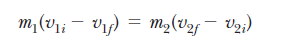 m₁(v₁ᵢ − v₁f) = m₂(v₂f − v₂ᵢ)